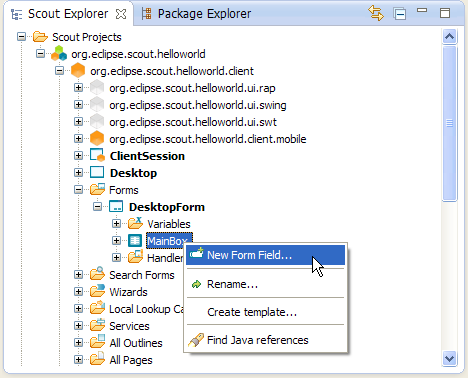 Scout Explorer Package Explorer
Scout Projects
org.eclipse.scout.helloworld
org.eclipse.scout.helloworld.client
org.eclipse.scout.helloworld.ui.rap
org.eclipse.scout.helloworld.ui.swing
org.eclipse.scout.helloworld.ui.swt
org.eclipse.scout.helloworld.client.mobile
ClientSession
Desktop
Forms
DesktopForm
Variables
MainBox
New Form Field...
Handler
Search Forms
Rename...
Wizards
Local Lookup Ca
Create template...
Services
All Outlines
Find Java references
All Pages